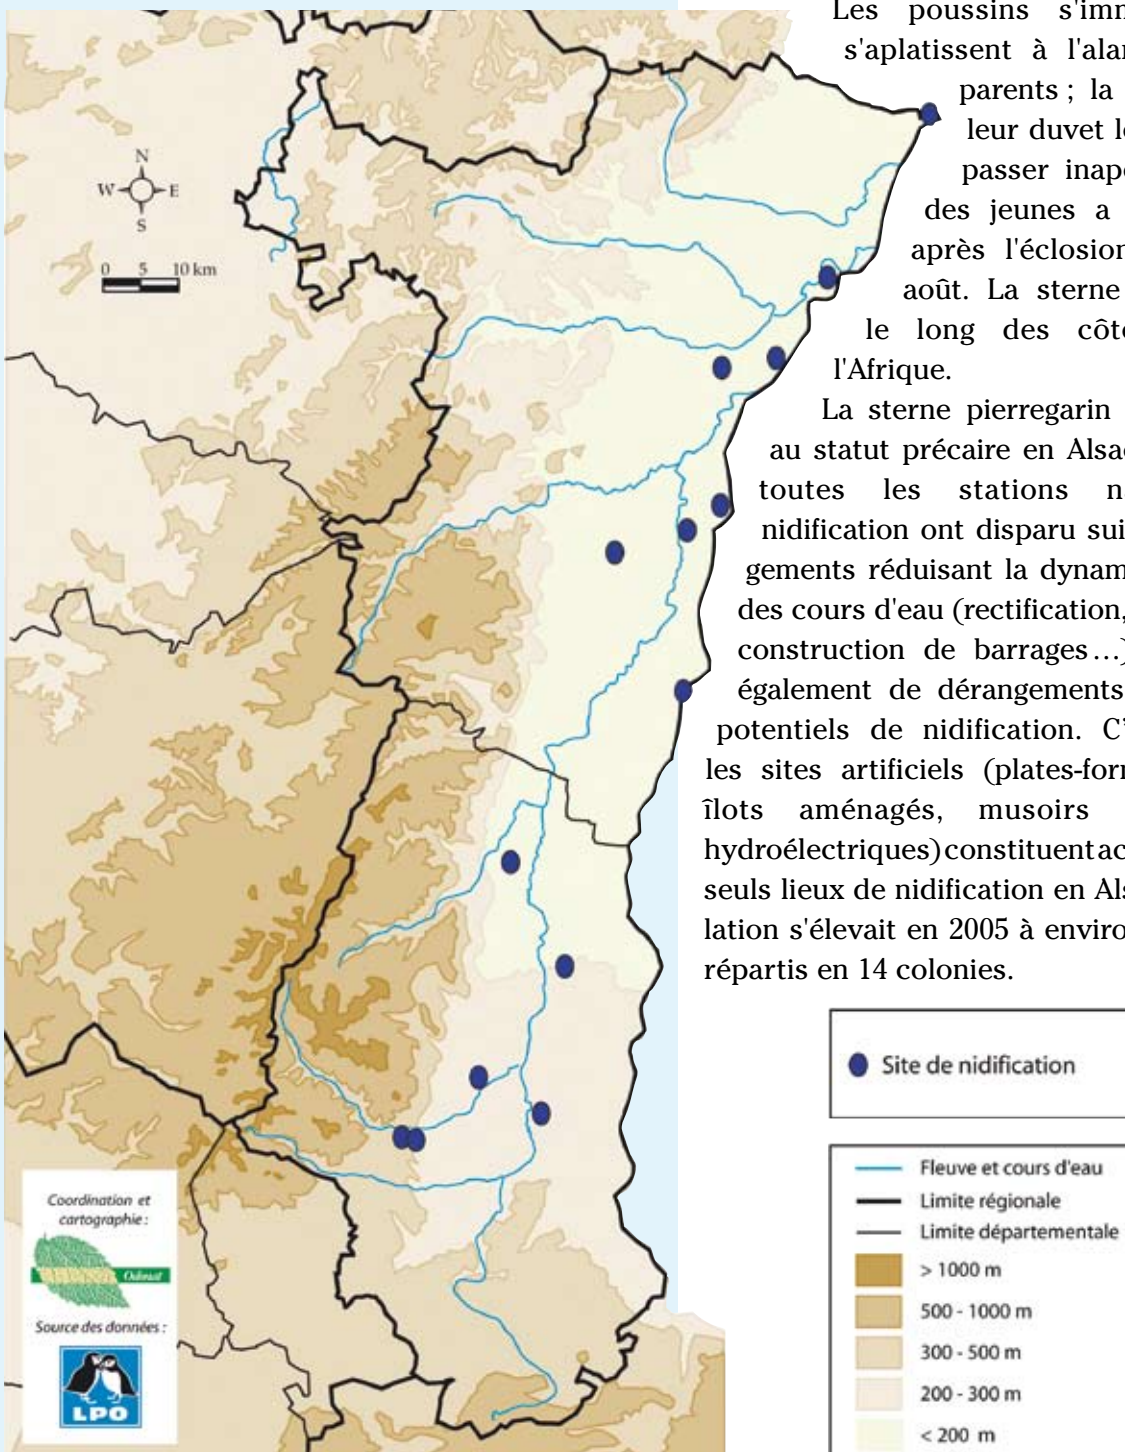 Les poussins s'imm
s'aplatissent à l'alar
parents ; la
leur duvet l
passer inap
des jeunes a
après l'éclosion
août. La sterne
le long des côt
l'Afrique.
La sterne pierregarin
au statut précaire en Alsa
toutes les stations n
nidification ont disparu sui
gements réduisant la dynam
des cours d'eau (rectification,
construction de barrages…)
également de dérangements
potentiels de nidification. C'
les sites artificiels (plates-for
îlots aménagés, musoirs
hydroélectriques) constituent ac
seuls lieux de nidification en Als
lation s'élevait en 2005 à enviro
répartis en 14 colonies.
N
W E
S
0 5 10 km
Site de nidification
Fleuve et cours d'eau
Limite régionale
Limite départementale
> 1000 m
500 - 1000 m
300 - 500 m
200 - 300 m
< 200 m
Coordination et
cartographie :
Odonat
Source des données :
LPO